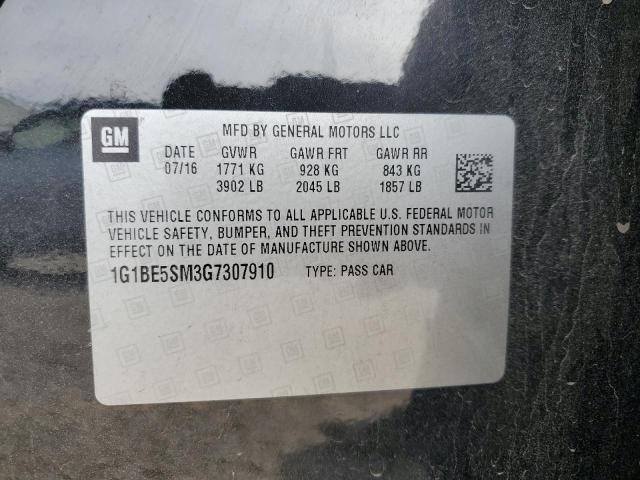 GM
MFD BY GENERAL MOTORS LLC
DATE GVWR GAWR FRT GAWR RR
07/16 1771 KG 928 KG 843 KG
3902 LB 2045 LB 1857 LB
THIS VEHICLE CONFORMS TO ALL APPLICABLE U.S. FEDERAL MOTOR
VEHICLE SAFETY, BUMPER, AND THEFT PREVENTION STANDARDS IN
EFFECT ON THE DATE OF MANUFACTURE SHOWN ABOVE.
1G1BE5SM3G7307910 TYPE: PASS CAR